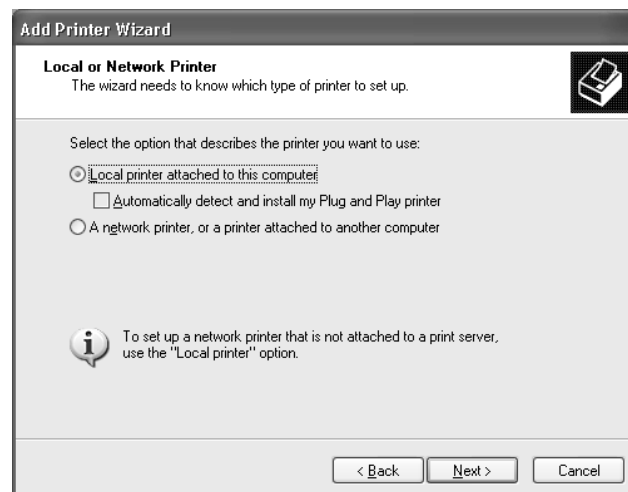 Add Printer Wizard
Local or Network Printer
The wizard needs to know which type of printer to set up.
Select the option that describes the printer you want to use:
Local printer attached to this computer
Automatically detect and install my Plug and Play printer
A network printer, or a printer attached to another computer
To set up a network printer that is not attached to a print server,
use the "Local printer" option.
< Back Next > Cancel